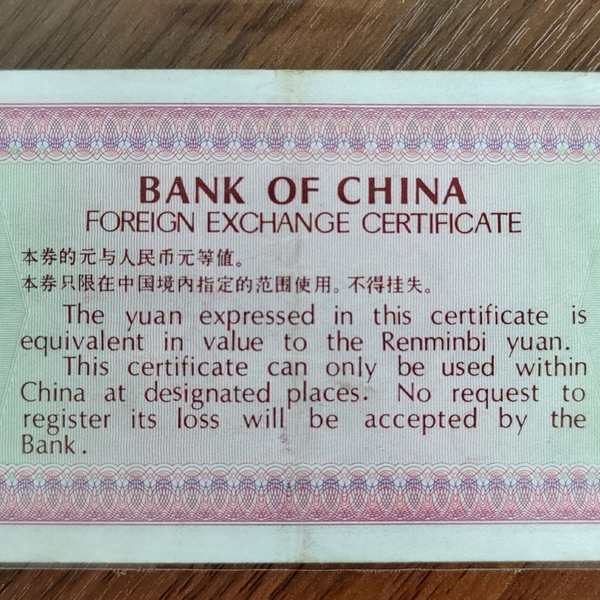 BANK OF CHINA
FOREIGN EXCHANGE CERTIFICATE
本券的元与人民币元等值。
本券只限在中国境内指定的范围使用。不得挂失。
The yuan expressed in this certificate is
equivalent in value to the Renminbi yuan.
This certificate can only be used within
China at designated places. No request to
register its loss will be accepted by the
Bank.